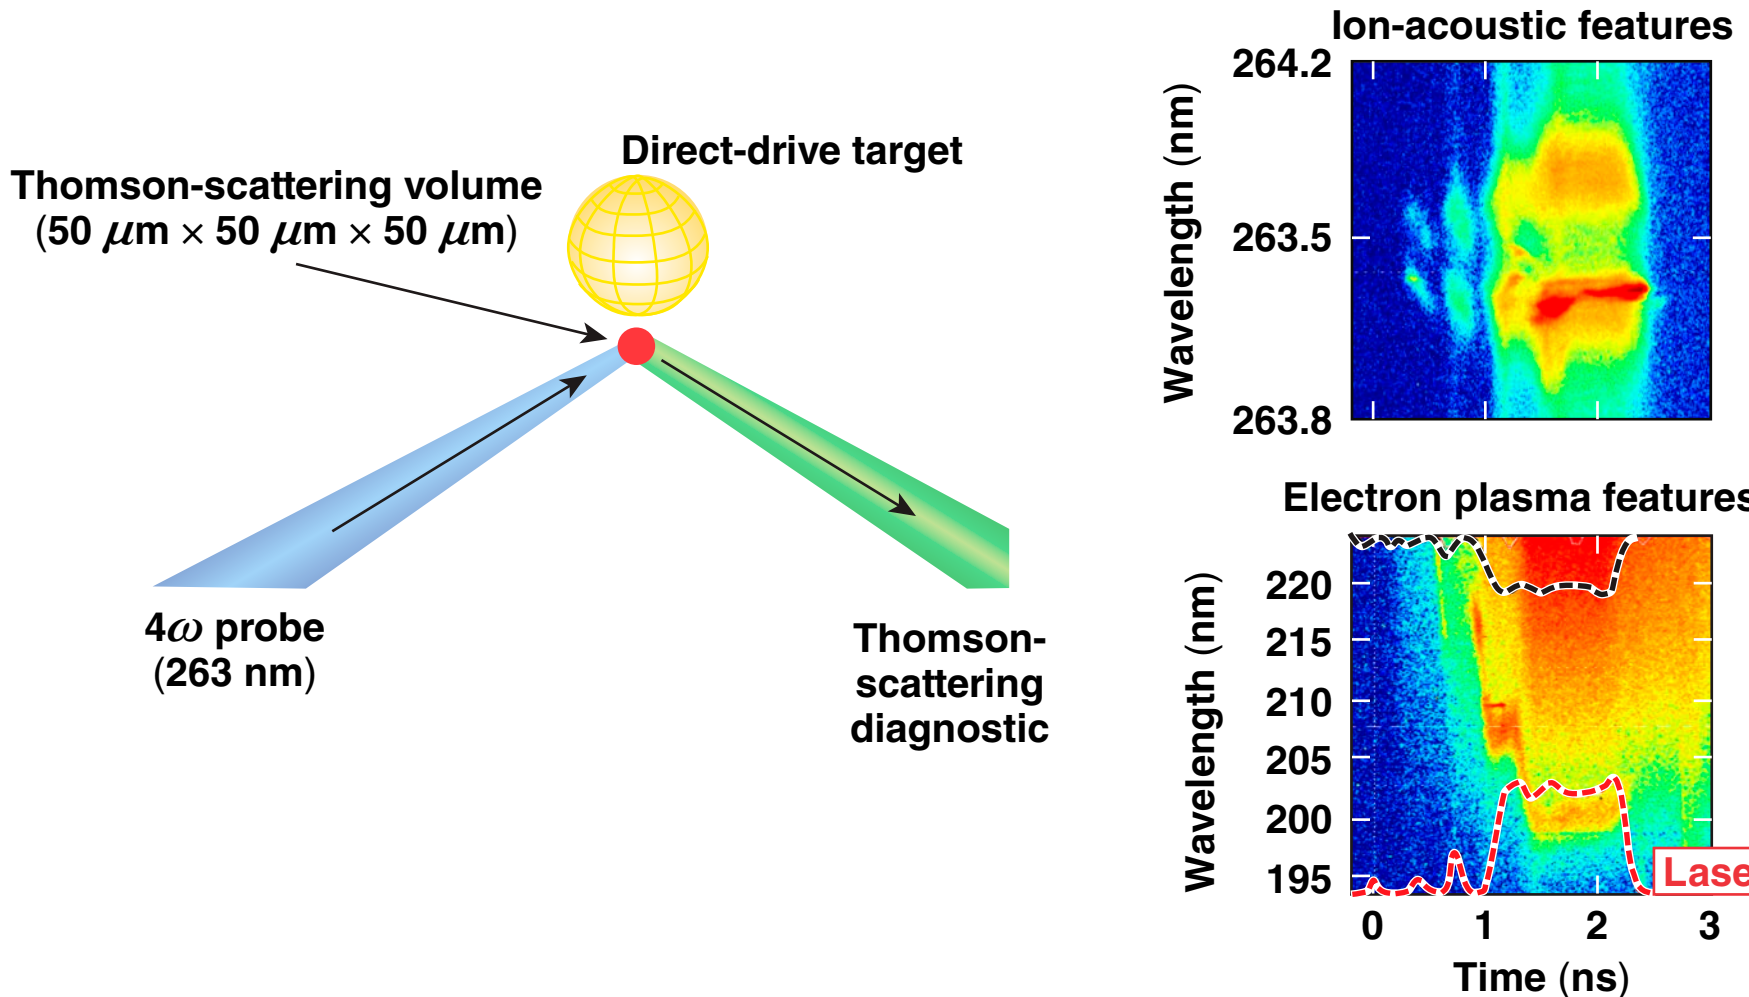 Direct-drive target
Thomson-scattering volume
(50 μm × 50 μm × 50 μm)
4ω probe
(263 nm)
Thomson-
scattering
diagnostic
Ion-acoustic features
Wavelength (nm)
264.2
263.5
263.8
Electron plasma features
Wavelength (nm)
220
215
210
205
200
195
Lase
0 1 2 3
Time (ns)